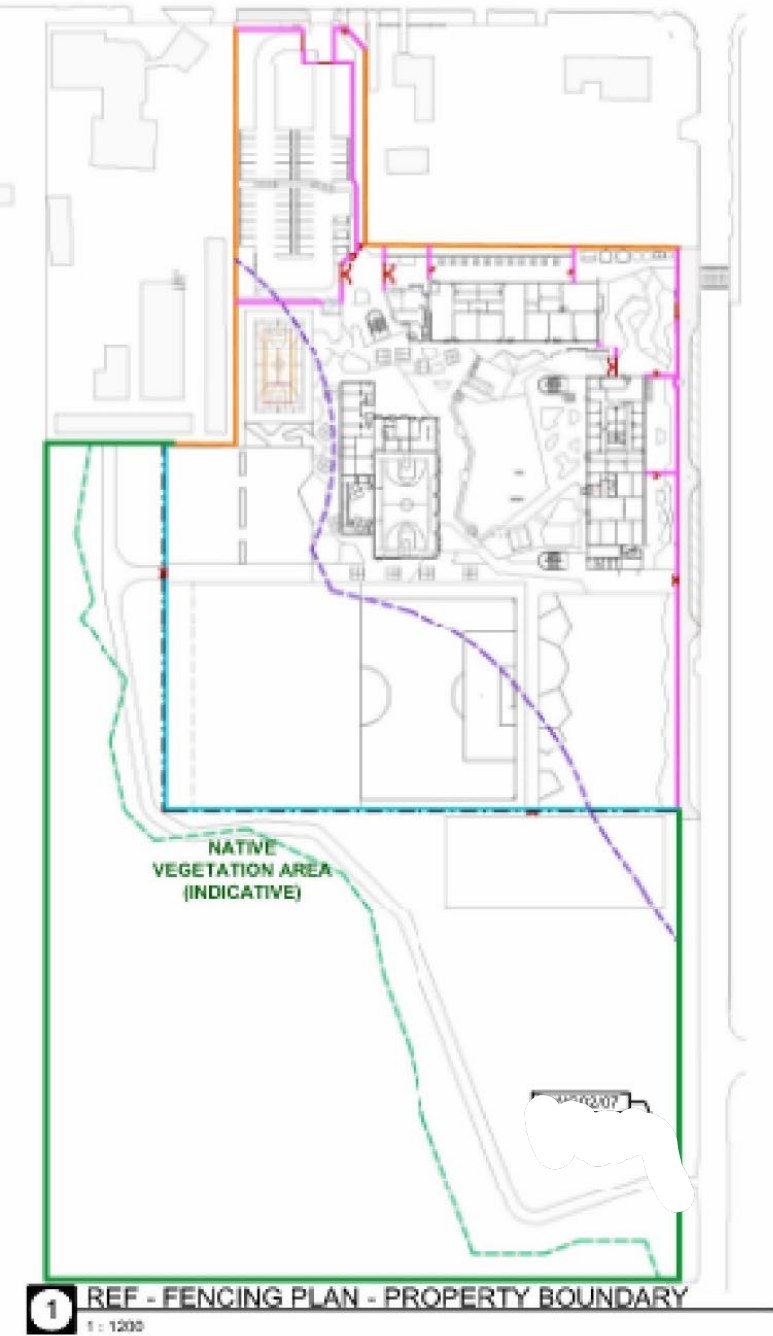 NATIVE
VEGETATION AREA
(INDICATIVE)
1
REF - FENCING PLAN - PROPERTY BOUNDARY
1 : 1200